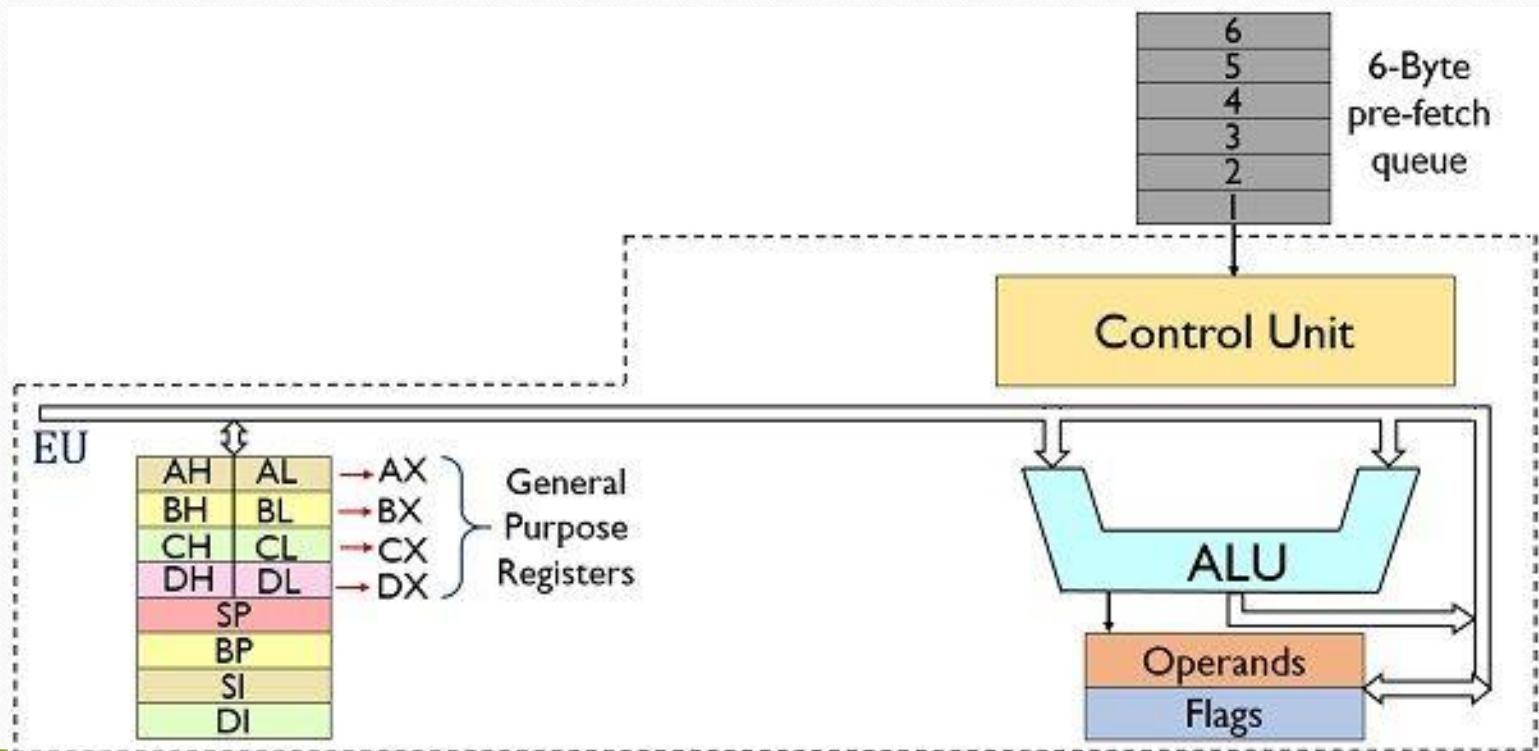 6
5
4
3
2
1
6-Byte
pre-fetch
queue
Control Unit
EU
AH AL AX
BH BL BX
CH CL CX
DH DL DX
SP
BP
SI
DI
General
Purpose
Registers
ALU
Operands
Flags